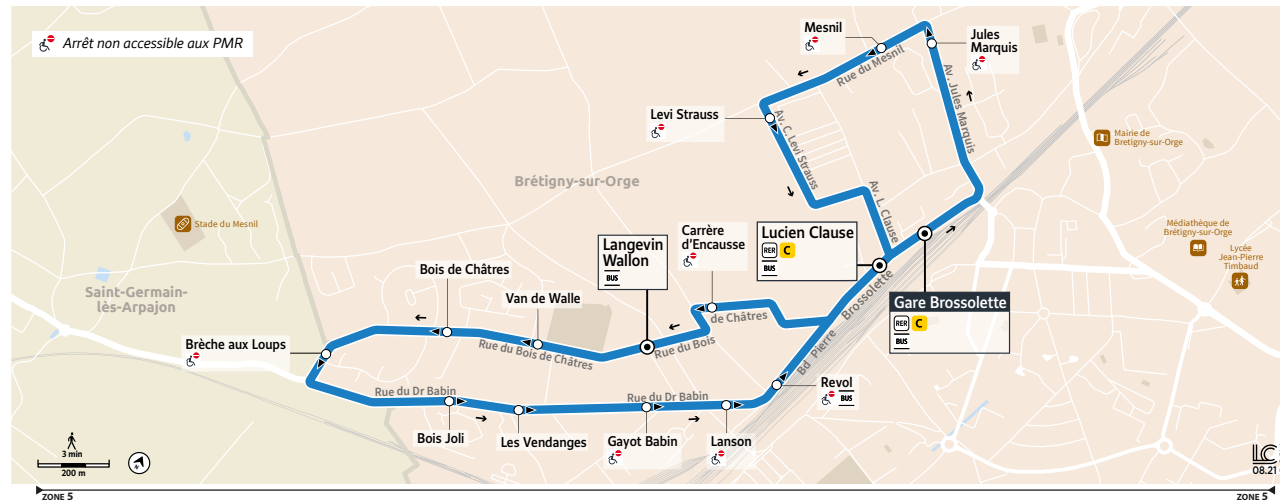 Arrêt non accessible aux PMR
Mesnil
Jules
Marquis
Rue du Mesnil
Av. Jules Marquis
Levi Strauss
Av. C. Levi Strauss
Mairie de
Bretigny-sur-Orge
Brétigny-sur-Orge
Av. L. Clause
Stade du Mesnil
Carrère
d'Encausse
Lucien Clause
RER C
BUS
Médiathèque de
Brétigny-sur-Orge
Lycée
Jean-Pierre
Timbaud
Langevin
Wallon
BUS
Bois de Châtres
Saint-Germain-
lès-Arpajon
Van de Walle
Gare Brossolette
RER C
BUS
Bd Pierre Brossolette
de Châtres
Rue du Bois
Rue du Bois de Châtres
Brèche aux Loups
Rue du Dr Babin
Rue du Dr Babin
Revol
BUS
Bois Joli
Les Vendanges
Gayot Babin
Lanson
3 min
200 m
N
LC
08.21
ZONE 5
ZONE 5